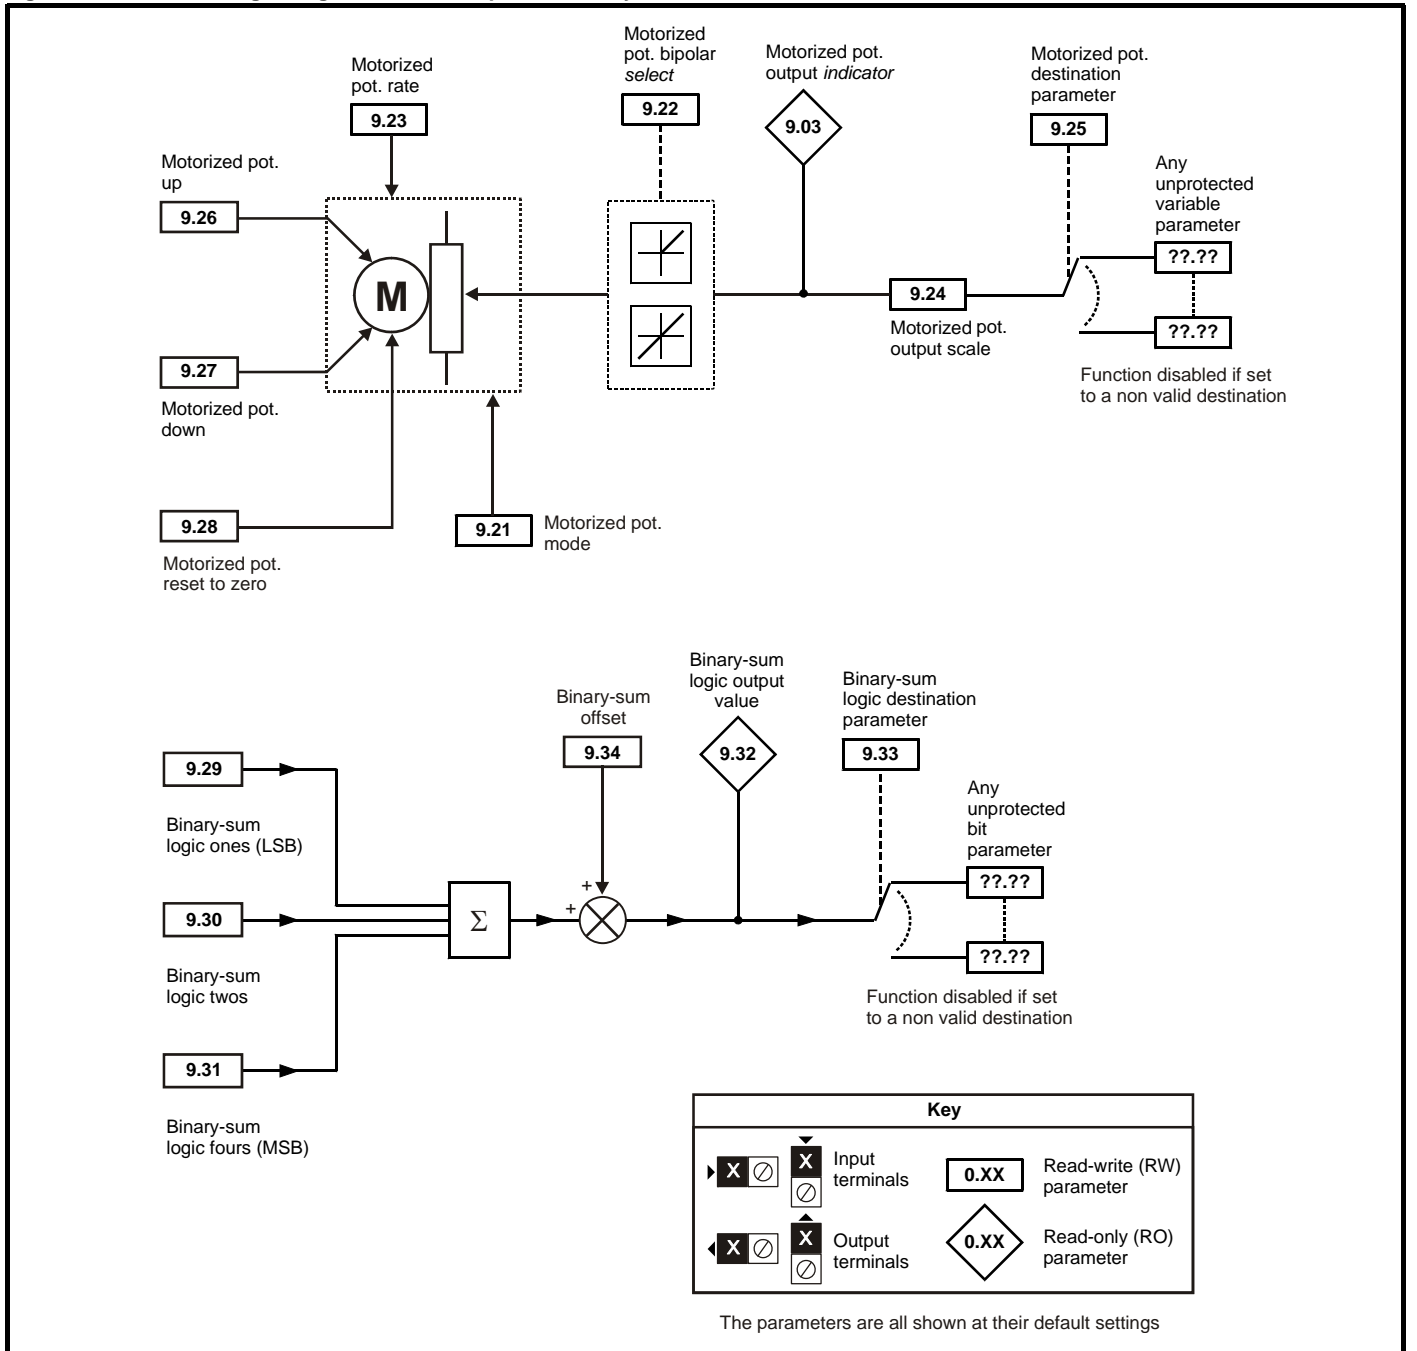 Motorized
pot. rate
9.23
Motorized
pot. bipolar
select
9.22
Motorized pot.
output indicator
9.03
Motorized pot.
destination
parameter
9.25
Any
unprotected
variable
parameter
??.??
??.??
Function disabled if set
to a non valid destination
Motorized pot.
up
9.26
M
9.24
Motorized pot.
output scale
9.27
Motorized pot.
down
9.28
Motorized pot.
reset to zero
9.21
Motorized pot.
mode
Binary-sum
offset
9.34
Binary-sum
logic output
value
9.32
Binary-sum
logic destination
parameter
9.33
Any
unprotected
bit
parameter
??.??
??.??
Function disabled if set
to a non valid destination
9.29
Binary-sum
logic ones (LSB)
9.30
Binary-sum
logic twos
Σ
+
+
9.31
Binary-sum
logic fours (MSB)
Key
X
X
Input
terminals
0.XX
Read-write (RW)
parameter
X
X
Output
terminals
0.XX
Read-only (RO)
parameter
The parameters are all shown at their default settings